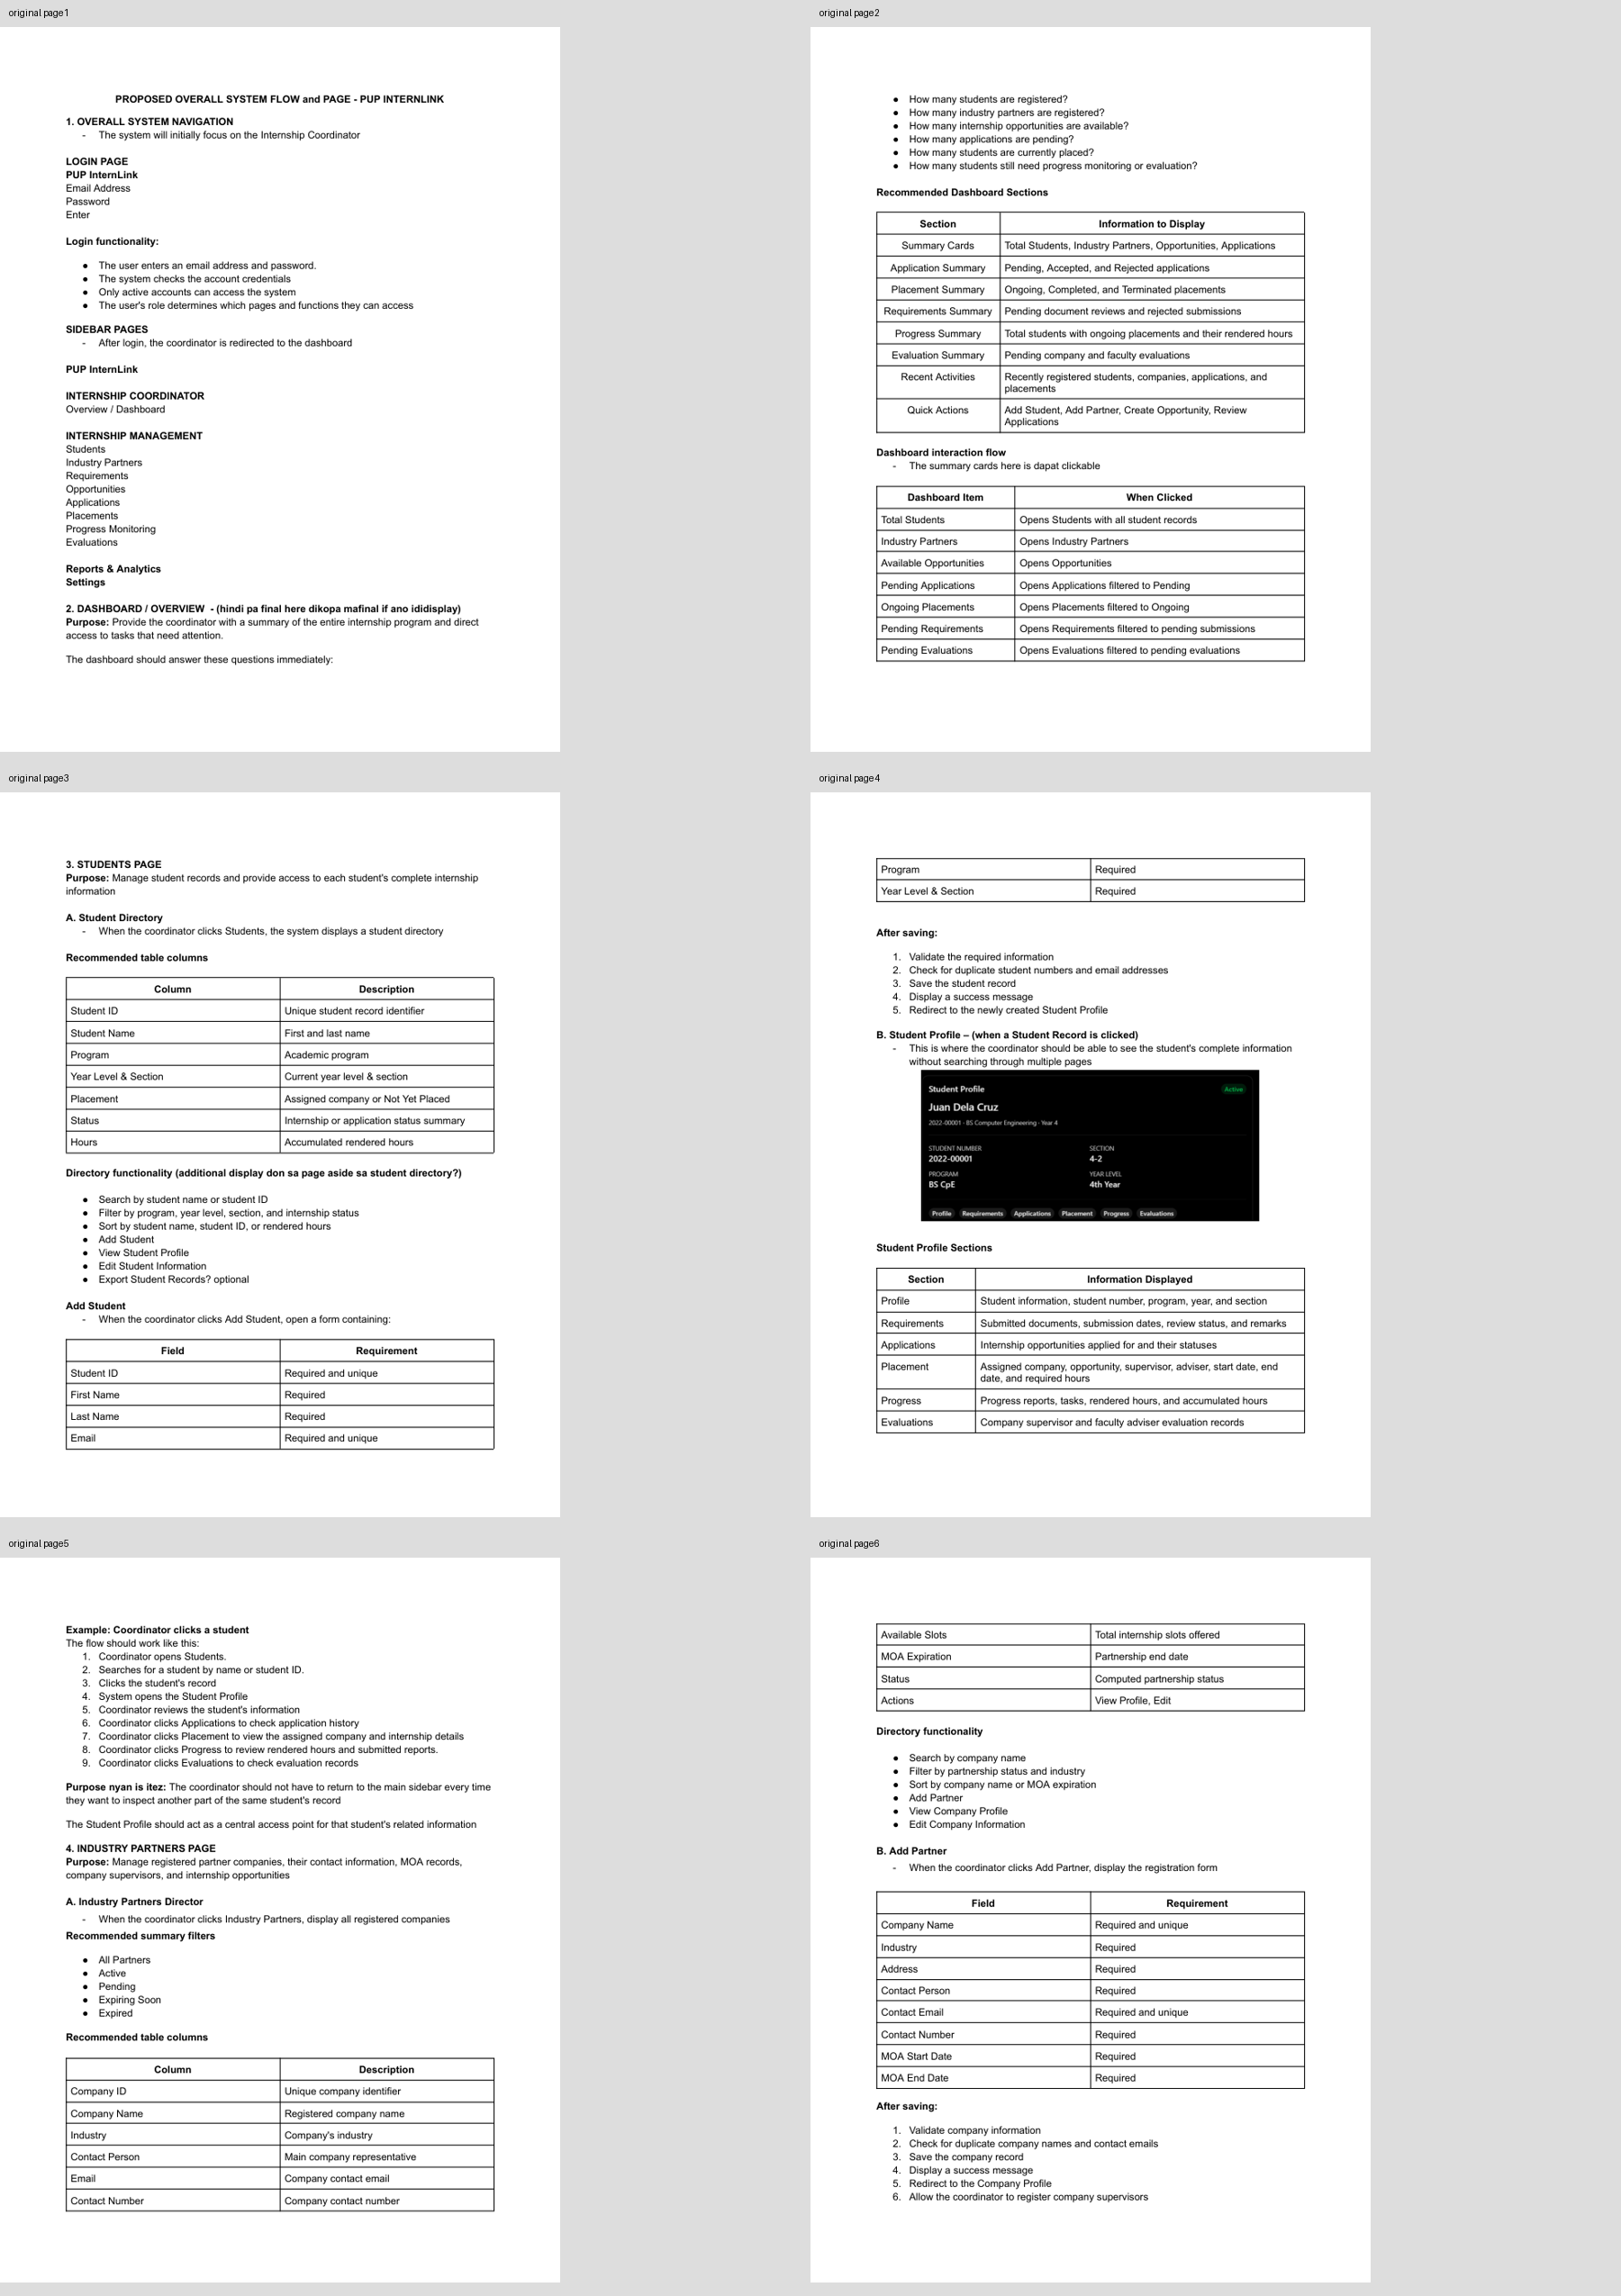 original page1
PROPOSED OVERALL SYSTEM FLOW and PAGE - PUP INTERNLINK
1. OVERALL SYSTEM NAVIGATION
- The system will initially focus on the Internship Coordinator
LOGIN PAGE
PUP InternLink
Email Address
Password
Enter
Login functionality:
● The user enters an email address and password.
● The system checks the account credentials
● Only active accounts can access the system
● The user's role determines which pages and functions they can access
SIDEBAR PAGES
- After login, the coordinator is redirected to the dashboard
PUP InternLink
INTERNSHIP COORDINATOR
Overview / Dashboard
INTERNSHIP MANAGEMENT
Students
Industry Partners
Requirements
Opportunities
Applications
Placements
Progress Monitoring
Evaluations
Reports & Analytics
Settings
2. DASHBOARD / OVERVIEW - (hindi pa final here dikopa mafinal if ano ididisplay)
Purpose: Provide the coordinator with a summary of the entire internship program and direct
access to tasks that need attention.
The dashboard should answer these questions immediately:
original page2
● How many students are registered?
● How many industry partners are registered?
● How many internship opportunities are available?
● How many applications are pending?
● How many students are currently placed?
● How many students still need progress monitoring or evaluation?
Recommended Dashboard Sections
Section Information to Display
Summary Cards Total Students, Industry Partners, Opportunities, Applications
Application Summary Pending, Accepted, and Rejected applications
Placement Summary Ongoing, Completed, and Terminated placements
Requirements Summary Pending document reviews and rejected submissions
Progress Summary Total students with ongoing placements and their rendered hours
Evaluation Summary Pending company and faculty evaluations
Recent Activities Recently registered students, companies, applications, and
placements
Quick Actions Add Student, Add Partner, Create Opportunity, Review
Applications
Dashboard interaction flow
- The summary cards here is dapat clickable
Dashboard Item When Clicked
Total Students Opens Students with all student records
Industry Partners Opens Industry Partners
Available Opportunities Opens Opportunities
Pending Applications Opens Applications filtered to Pending
Ongoing Placements Opens Placements filtered to Ongoing
Pending Requirements Opens Requirements filtered to pending submissions
Pending Evaluations Opens Evaluations filtered to pending evaluations
original page3
3. STUDENTS PAGE
Purpose: Manage student records and provide access to each student's complete internship
information
A. Student Directory
- When the coordinator clicks Students, the system displays a student directory
Recommended table columns
Column Description
Student ID Unique student record identifier
Student Name First and last name
Program Academic program
Year Level & Section Current year level & section
Placement Assigned company or Not Yet Placed
Status Internship or application status summary
Hours Accumulated rendered hours
Directory functionality (additional display don sa page aside sa student directory?)
● Search by student name or student ID
● Filter by program, year level, section, and internship status
● Sort by student name, student ID, or rendered hours
● Add Student
● View Student Profile
● Edit Student Information
● Export Student Records? optional
Add Student
- When the coordinator clicks Add Student, open a form containing:
Field Requirement
Student ID Required and unique
First Name Required
Last Name Required
Email Required and unique
original page4
Program Required
Year Level & Section Required
After saving:
1. Validate the required information
2. Check for duplicate student numbers and email addresses
3. Save the student record
4. Display a success message
5. Redirect to the newly created Student Profile
B. Student Profile – (when a Student Record is clicked)
- This is where the coordinator should be able to see the student's complete information
without searching through multiple pages
Student Profile Active
Juan Dela Cruz
2022-00001 - BS Computer Engineering - Year 4
STUDENT NUMBER SECTION
2022-00001 4-2
PROGRAM YEAR LEVEL
BS CpE 4th Year
Profile Requirements Applications Placement Progress Evaluations
Student Profile Sections
Section Information Displayed
Profile Student information, student number, program, year, and section
Requirements Submitted documents, submission dates, review status, and remarks
Applications Internship opportunities applied for and their statuses
Placement Assigned company, opportunity, supervisor, adviser, start date, end
date, and required hours
Progress Progress reports, tasks, rendered hours, and accumulated hours
Evaluations Company supervisor and faculty adviser evaluation records
original page5
Example: Coordinator clicks a student
The flow should work like this:
1. Coordinator opens Students.
2. Searches for a student by name or student ID.
3. Clicks the student's record
4. System opens the Student Profile
5. Coordinator reviews the student's information
6. Coordinator clicks Applications to check application history
7. Coordinator clicks Placement to view the assigned company and internship details
8. Coordinator clicks Progress to review rendered hours and submitted reports.
9. Coordinator clicks Evaluations to check evaluation records
Purpose nyan is itez: The coordinator should not have to return to the main sidebar every time
they want to inspect another part of the same student's record
The Student Profile should act as a central access point for that student's related information
4. INDUSTRY PARTNERS PAGE
Purpose: Manage registered partner companies, their contact information, MOA records,
company supervisors, and internship opportunities
A. Industry Partners Director
- When the coordinator clicks Industry Partners, display all registered companies
Recommended summary filters
● All Partners
● Active
● Pending
● Expiring Soon
● Expired
Recommended table columns
Column Description
Company ID Unique company identifier
Company Name Registered company name
Industry Company's industry
Contact Person Main company representative
Email Company contact email
Contact Number Company contact number
original page6
Available Slots Total internship slots offered
MOA Expiration Partnership end date
Status Computed partnership status
Actions View Profile, Edit
Directory functionality
● Search by company name
● Filter by partnership status and industry
● Sort by company name or MOA expiration
● Add Partner
● View Company Profile
● Edit Company Information
B. Add Partner
- When the coordinator clicks Add Partner, display the registration form
Field Requirement
Company Name Required and unique
Industry Required
Address Required
Contact Person Required
Contact Email Required and unique
Contact Number Required
MOA Start Date Required
MOA End Date Required
After saving:
1. Validate company information
2. Check for duplicate company names and contact emails
3. Save the company record
4. Display a success message
5. Redirect to the Company Profile
6. Allow the coordinator to register company supervisors